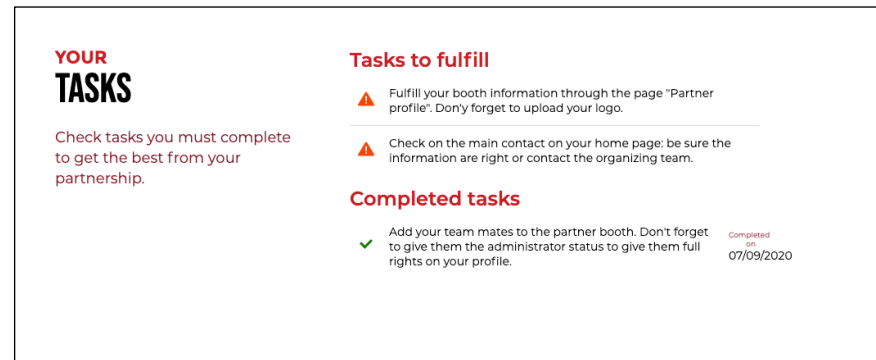 YOUR
TASKS
Check tasks you must complete
to get the best from your
partnership.
Tasks to fulfill
Fulfill your booth information through the page "Partner
profile". Don'y forget to upload your logo.
Check on the main contact on your home page: be sure the
information are right or contact the organizing team.
Completed tasks
Add your team mates to the partner booth. Don't forget
to give them the administrator status to give them full
rights on your profile.
Completed
on
07/09/2020